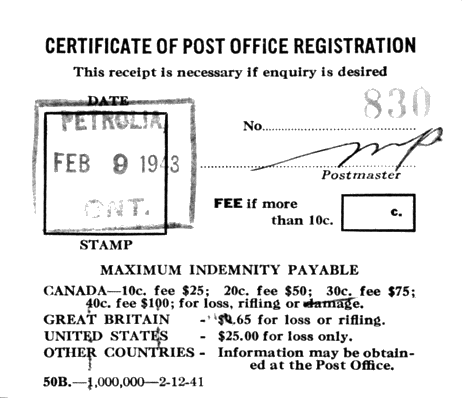 CERTIFICATE OF POST OFFICE REGISTRATION
This receipt is necessary if enquiry is desired
DATE
PETROLIA
FEB 9 1943
ONT.
STAMP
830
No.
Postmaster
FEE if more
than 10c.
c.
MAXIMUM INDEMNITY PAYABLE
CANADA—10c. fee $25; 20c. fee $50; 30c. fee $75;
40c. fee $100; for loss, rifling or damage.
GREAT BRITAIN - .65 for loss or rifling.
UNITED STATES - $25.00 for loss only.
OTHER COUNTRIES - Information may be obtain-
ed at the Post Office.
50B.—1,000,000—2-12-41